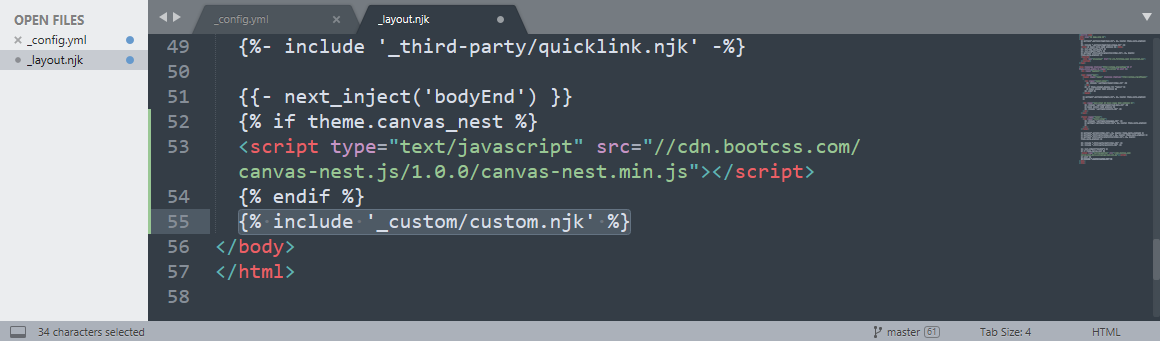 OPEN FILES
_config.yml
_layout.njk
_config.yml
_layout.njk
49 {%- include '_third-party/quicklink.njk' -%}
50
51 {{- next_inject('bodyEnd') }}
52 {% if theme.canvas_nest %}
53 <script type="text/javascript" src="//cdn.bootcss.com/
canvas-nest.js/1.0.0/canvas-nest.min.js"></script>
54 {% endif %}
55 {% include '_custom/custom.njk' %}
56 </body>
57 </html>
58
34 characters selected
master 61
Tab Size: 4
HTML